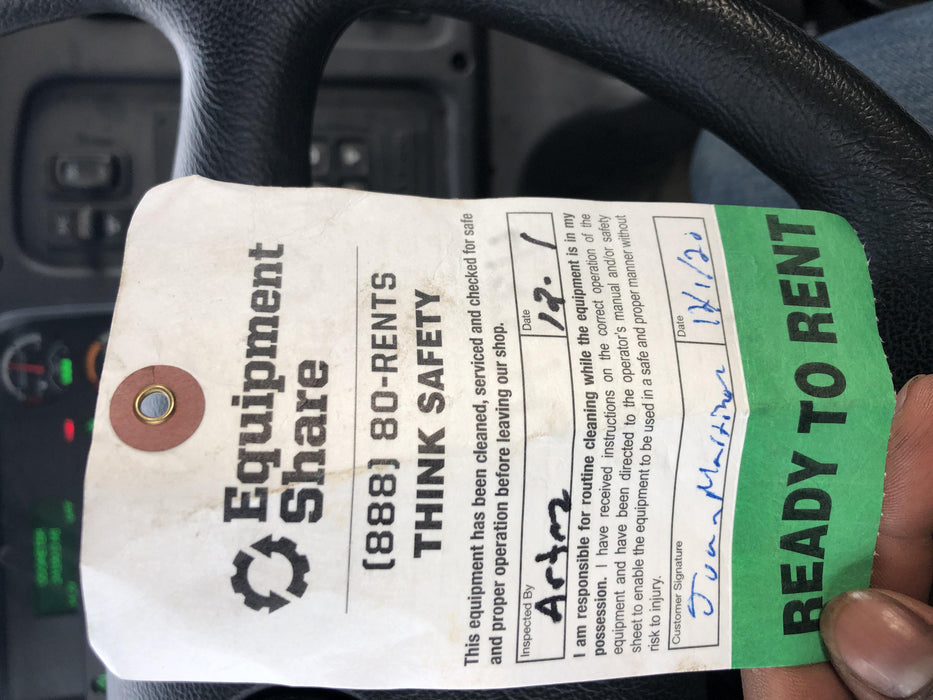 Equipment
Share
(888) 80-RENTS
THINK SAFETY
This equipment has been cleaned, serviced and checked for safe
and proper operation before leaving our shop.
Inspected By Date
12.1
I am responsible for routine cleaning while the equipment is in my
possession. I have received instructions on the correct operation of the
equipment and have been directed to the operator's manual and/or safety
sheet to enable the equipment to be used in a safe and proper manner without
risk to injury.
Customer Signature Date
Juan Martinez 12/1/20
READY TO RENT